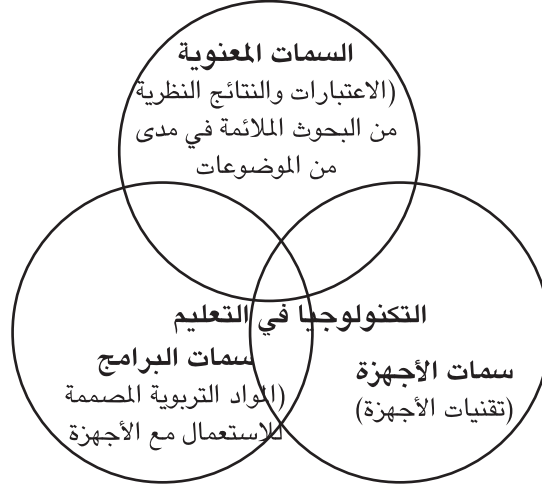 السمات المعنوية
(الاعتبارات والنتائج النظرية
من البحوث الملائمة في مدى
من الموضوعات
التكنولوجيا في التعليم
سمات الأجهزة
(تقنيات الأجهزة)
سمات البرامج
(المواد التربوية المصممة
للاستعمال مع الأجهزة